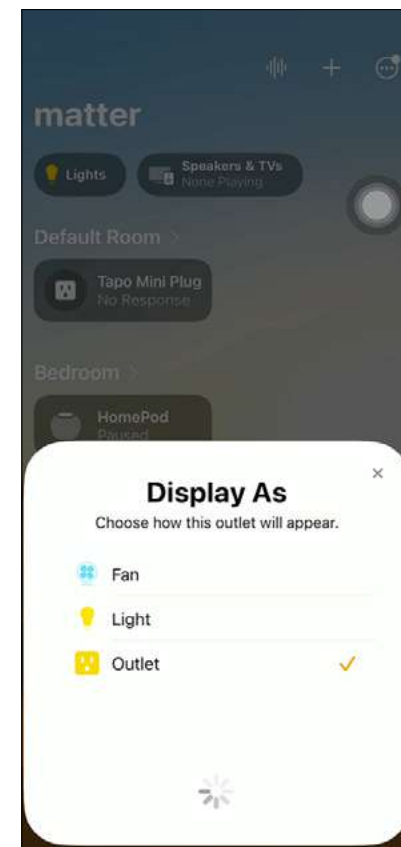 matter
Lights
Speakers & TVs
None Playing
Default Room >
Tapo Mini Plug
No Response
Bedroom >
HomePod
Paused
Display As
Choose how this outlet will appear.
Fan
Light
Outlet